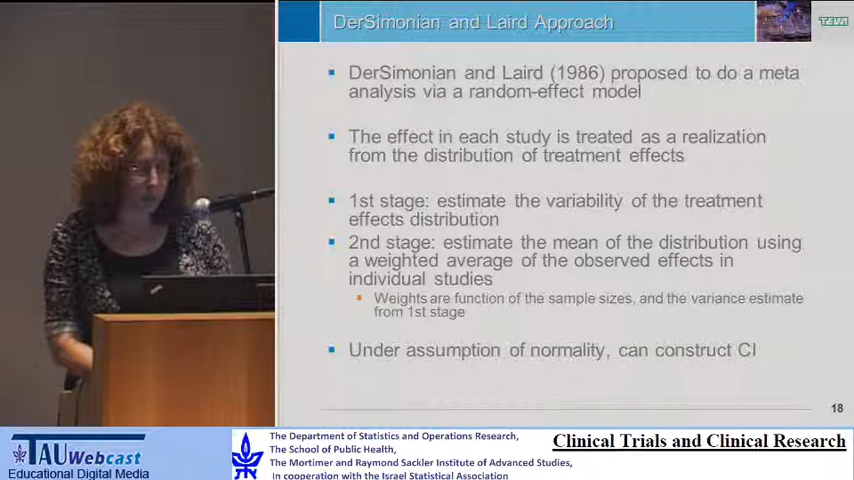 DerSimonian and Laird Approach
TEVA
DerSimonian and Laird (1986) proposed to do a meta
analysis via a random-effect model
The effect in each study is treated as a realization
from the distribution of treatment effects
1st stage: estimate the variability of the treatment
effects distribution
2nd stage: estimate the mean of the distribution using
a weighted average of the observed effects in
individual studies
Weights are function of the sample sizes, and the variance estimate
from 1st stage
Under assumption of normality, can construct CI
18
TAU Webcast
Educational Digital Media
The Department of Statistics and Operations Research,
The School of Public Health,
The Mortimer and Raymond Sackler Institute of Advanced Studies,
In cooperation with the Israel Statistical Association
Clinical Trials and Clinical Research